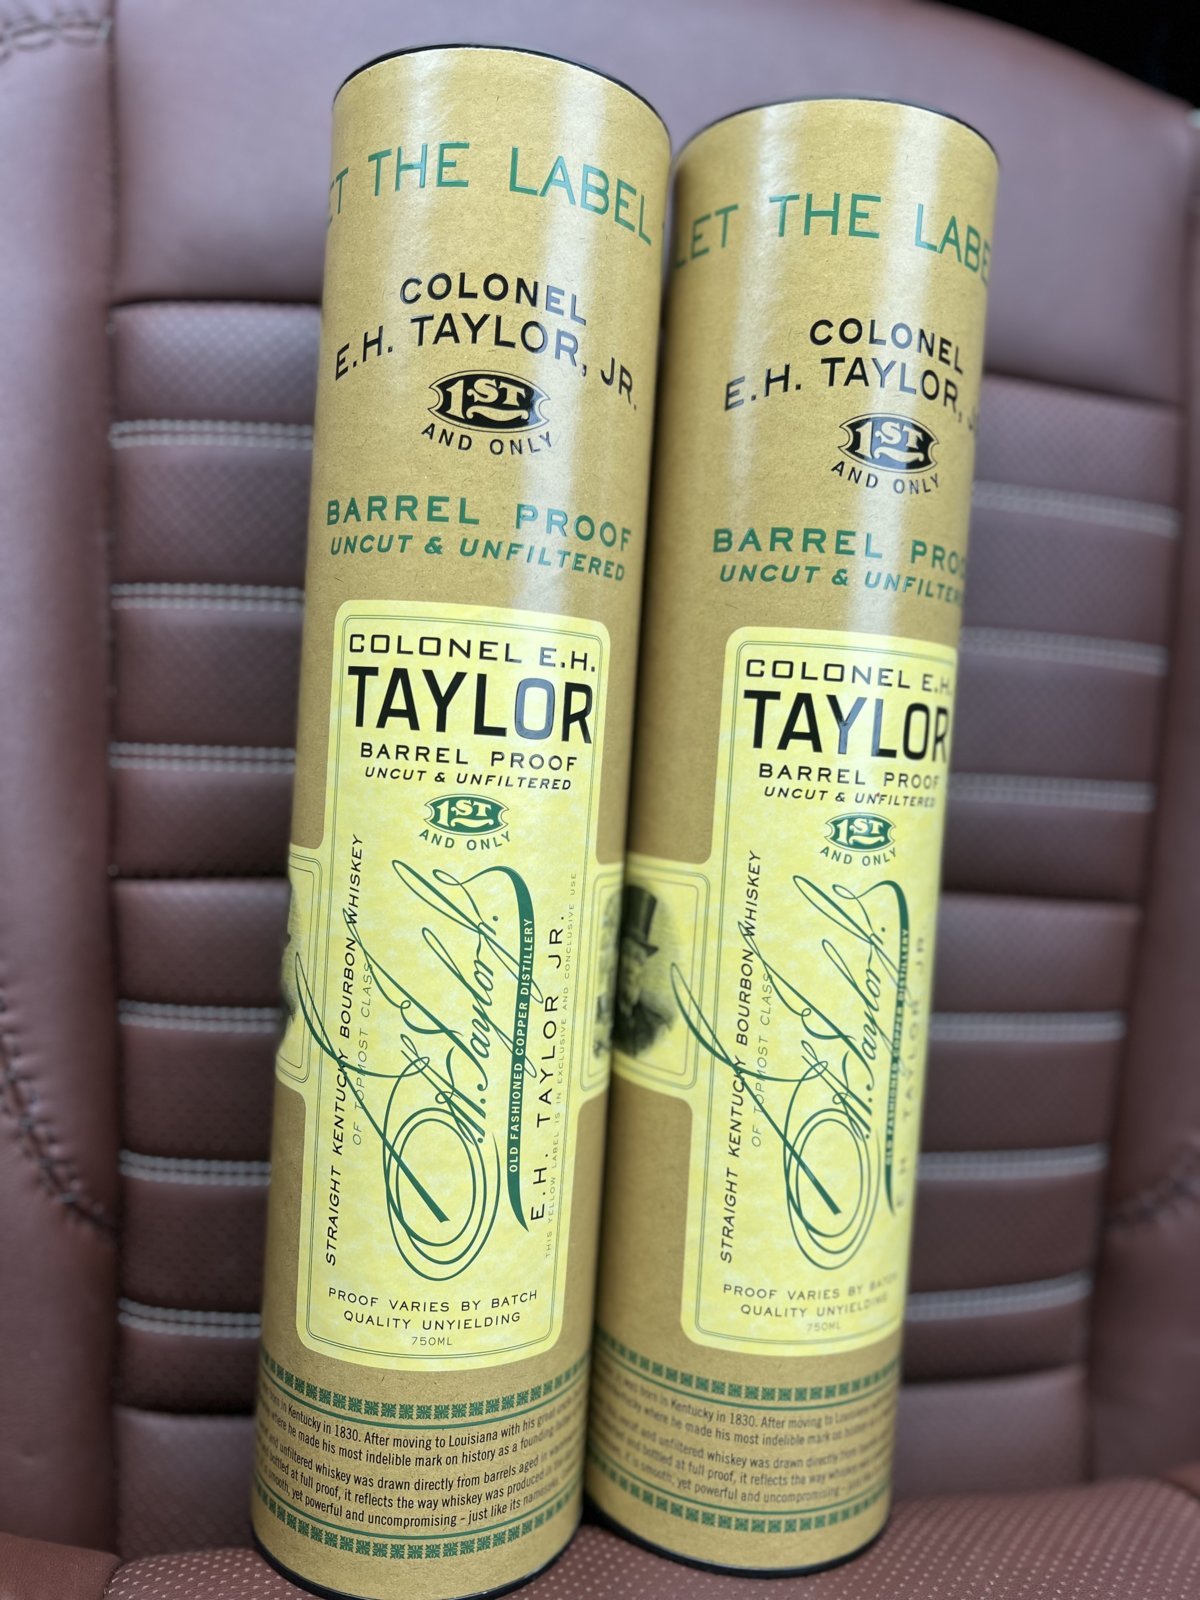 THE LABEL
COLONEL
E.H. TAYLOR, JR.
1ST
AND ONLY
BARREL PROOF
UNCUT & UNFILTERED
COLONEL E.H.
TAYLOR
BARREL PROOF
UNCUT & UNFILTERED
1ST
AND ONLY
STRAIGHT KENTUCKY BOURBON WHISKEY
OF TOPMOST CLASS
E.H. Taylor, Jr.
OLD FASHIONED COPPER DISTILLERY
E.H. TAYLOR JR.
THIS YELLOW LABEL IS IN EXCLUSIVE AND CONCLUSIVE USE
PROOF VARIES BY BATCH
QUALITY UNYIELDING
750ML
born in Kentucky in 1830. After moving to Louisiana with his great
where he made his most indelible mark on history as a founding
and unfiltered whiskey was drawn directly from barrels aged in
and bottled at full proof, it reflects the way whiskey was produced in
smooth, yet powerful and uncompromising – just like its namesake.
LET THE LABE
COLONEL
E.H. TAYLOR,
1ST
AND ONLY
BARREL PROO
UNCUT & UNFILTER
COLONEL E.H.
TAYLOR
BARREL PROOF
UNCUT & UNFILTERED
1ST
AND ONLY
STRAIGHT KENTUCKY BOURBON WHISKEY
OF TOPMOST CLASS
E.H. Taylor, Jr.
OLD FASHIONED COPPER DISTILLERY
E.H. TAYLOR JR
PROOF VARIES BY BATCH
QUALITY UNYIELDING
750ML
was born in Kentucky in 1830. After moving to Louisiana
where he made his most indelible mark on history
and unfiltered whiskey was drawn directly from
and bottled at full proof, it reflects the way whiskey
smooth, yet powerful and uncompromising – just